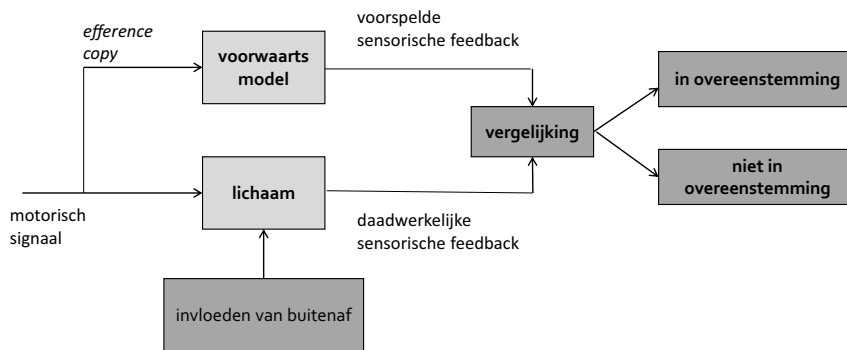 efference
copy
voorwaarts
model
voorspelde
sensorische feedback
in overeenstemming
vergelijking
niet in
overeenstemming
motorisch
signaal
lichaam
daadwerkelijke
sensorische feedback
invloeden van buitenaf